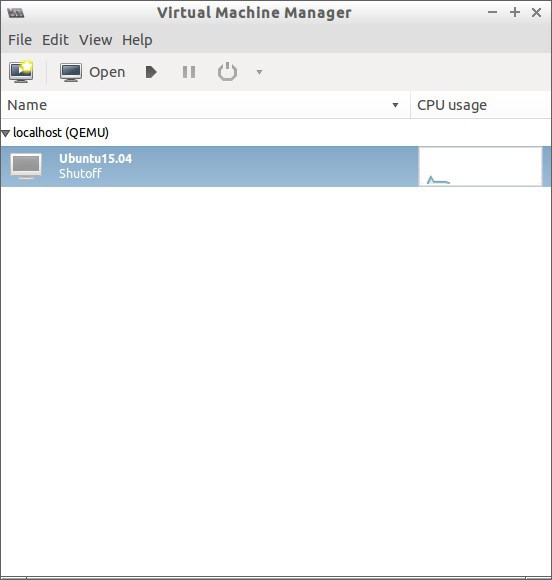 Virtual Machine Manager
File Edit View Help
Open
Name CPU usage
localhost (QEMU)
Ubuntu15.04
Shutoff